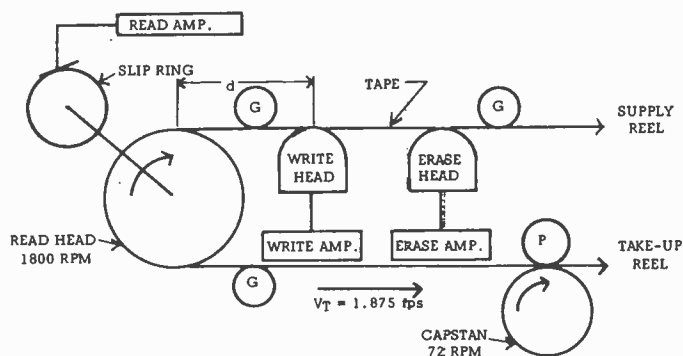 READ AMP.
SLIP RING
d
G
TAPE
G
SUPPLY
REEL
WRITE
HEAD
ERASE
HEAD
READ HEAD
1800 RPM
WRITE AMP.
ERASE AMP.
P
TAKE-UP
REEL
G
VT = 1.875 fps
CAPSTAN
72 RPM